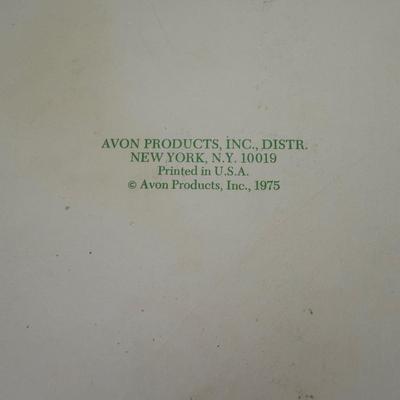 AVON PRODUCTS, INC., DISTR.
NEW YORK, N.Y. 10019
Printed in U.S.A.
© Avon Products, Inc., 1975